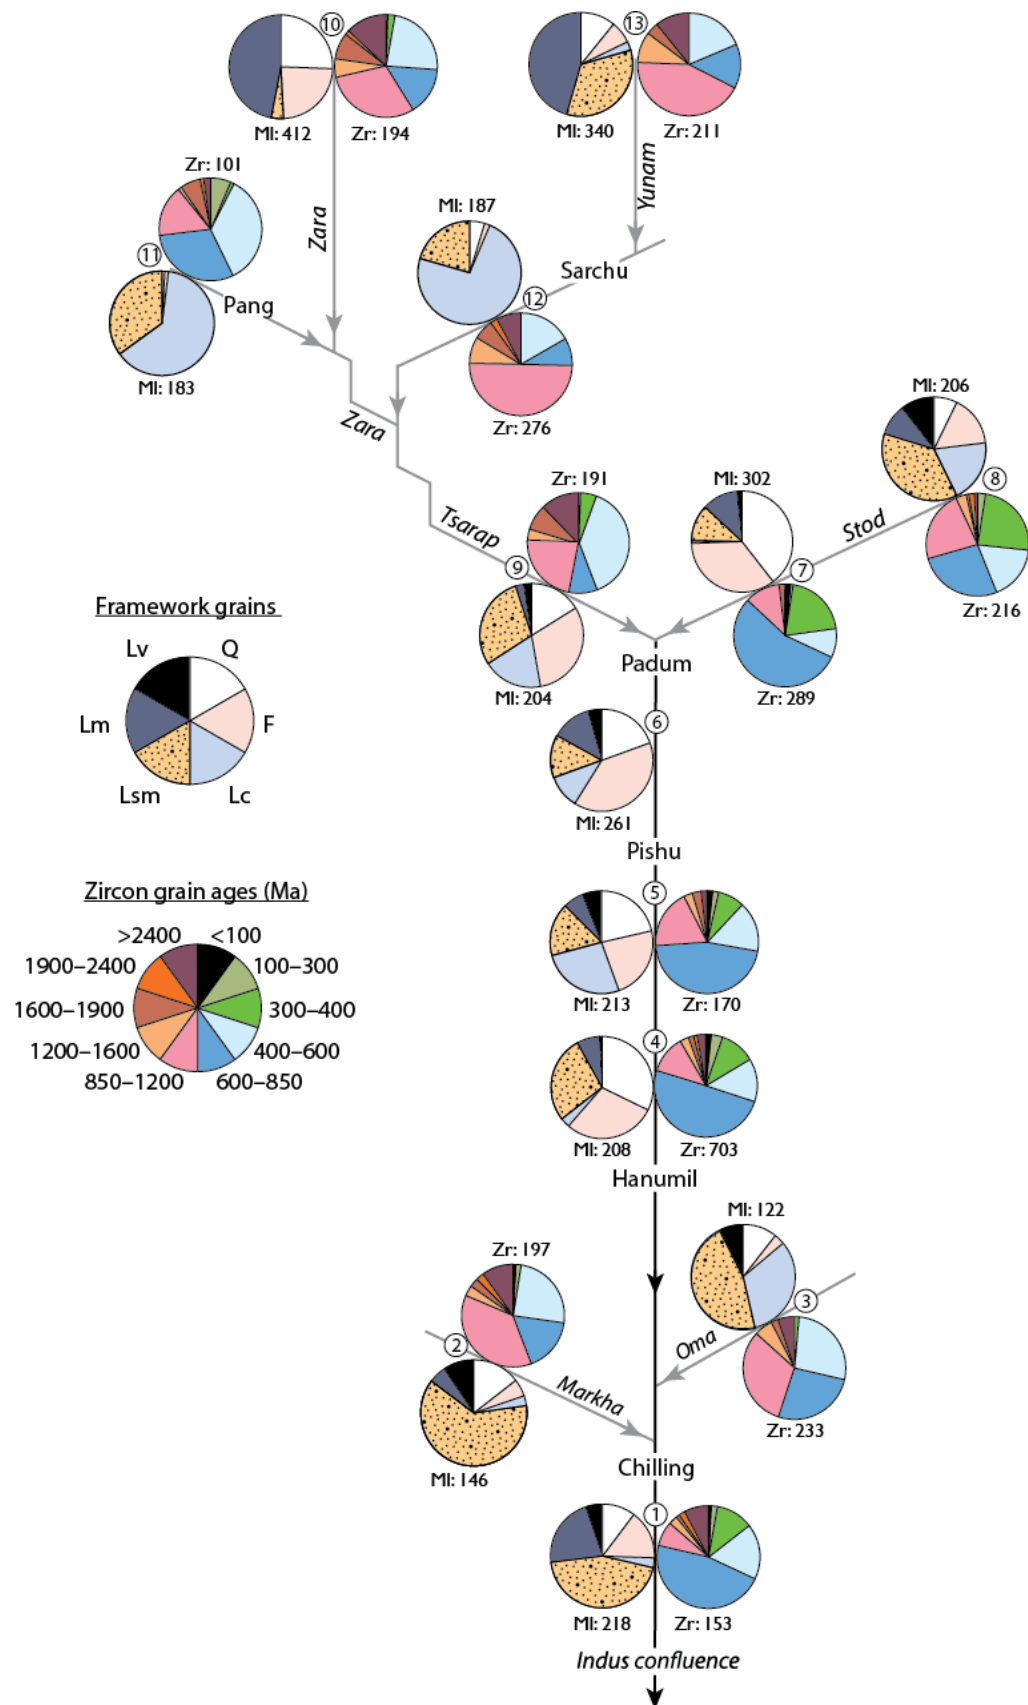 10
13
MI: 412
Zr: 194
MI: 340
Zr: 211
Zr: 101
Zara
Yunam
MI: 187
11
Sarchu
Pang
12
MI: 183
MI: 206
Zara
Zr: 276
Zr: 191
MI: 302
8
Tsarap
Stod
9
7
Framework grains
Zr: 216
Lv
Q
Padum
MI: 204
Zr: 289
Lm
F
6
Lsm
Lc
MI: 261
Pishu
Zircon grain ages (Ma)
5
>2400
<100
1900–2400
100–300
MI: 213
Zr: 170
1600–1900
300–400
4
1200–1600
400–600
850–1200
600–850
MI: 208
Zr: 703
Hanumil
MI: 122
Zr: 197
3
2
Oma
Markha
MI: 146
Zr: 233
Chilling
1
MI: 218
Zr: 153
Indus confluence